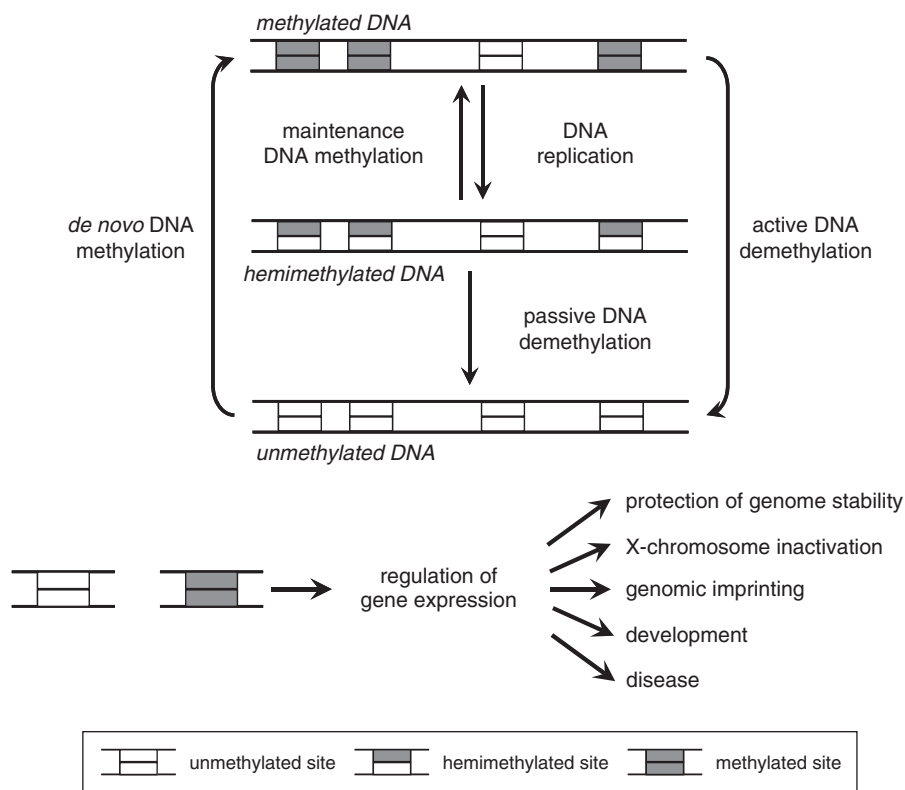 methylated DNA
maintenance
DNA methylation
DNA
replication
de novo DNA
methylation
active DNA
demethylation
hemimethylated DNA
passive DNA
demethylation
unmethylated DNA
protection of genome stability
X-chromosome inactivation
regulation of
gene expression
genomic imprinting
development
disease
unmethylated site
hemimethylated site
methylated site